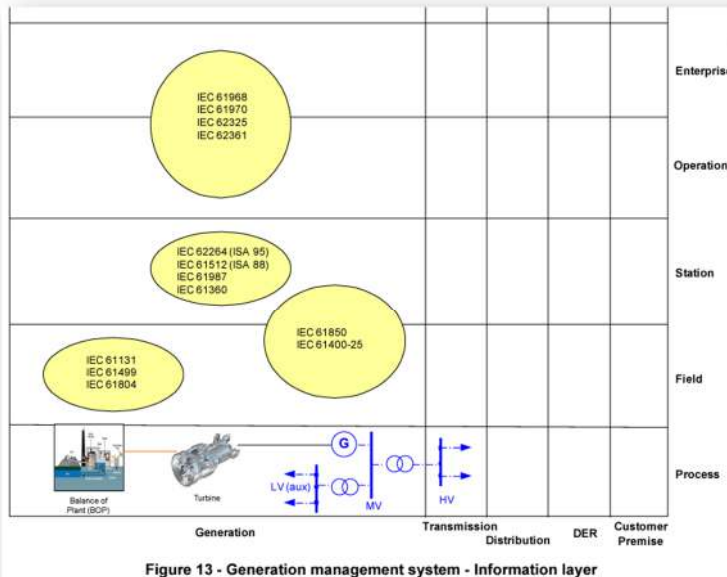 Enterprise
IEC 61968
IEC 61970
IEC 62325
IEC 62361
Operation
IEC 62264 (ISA 95)
IEC 61512 (ISA 88)
IEC 61987
IEC 61360
Station
IEC 61850
IEC 61400-25
IEC 61131
IEC 61499
IEC 61804
Field
G
LV (aux)
MV
HV
Process
Balance of
Plant (BOP)
Turbine
Generation
Transmission
Distribution
DER
Customer
Premise
Figure 13 - Generation management system - Information layer